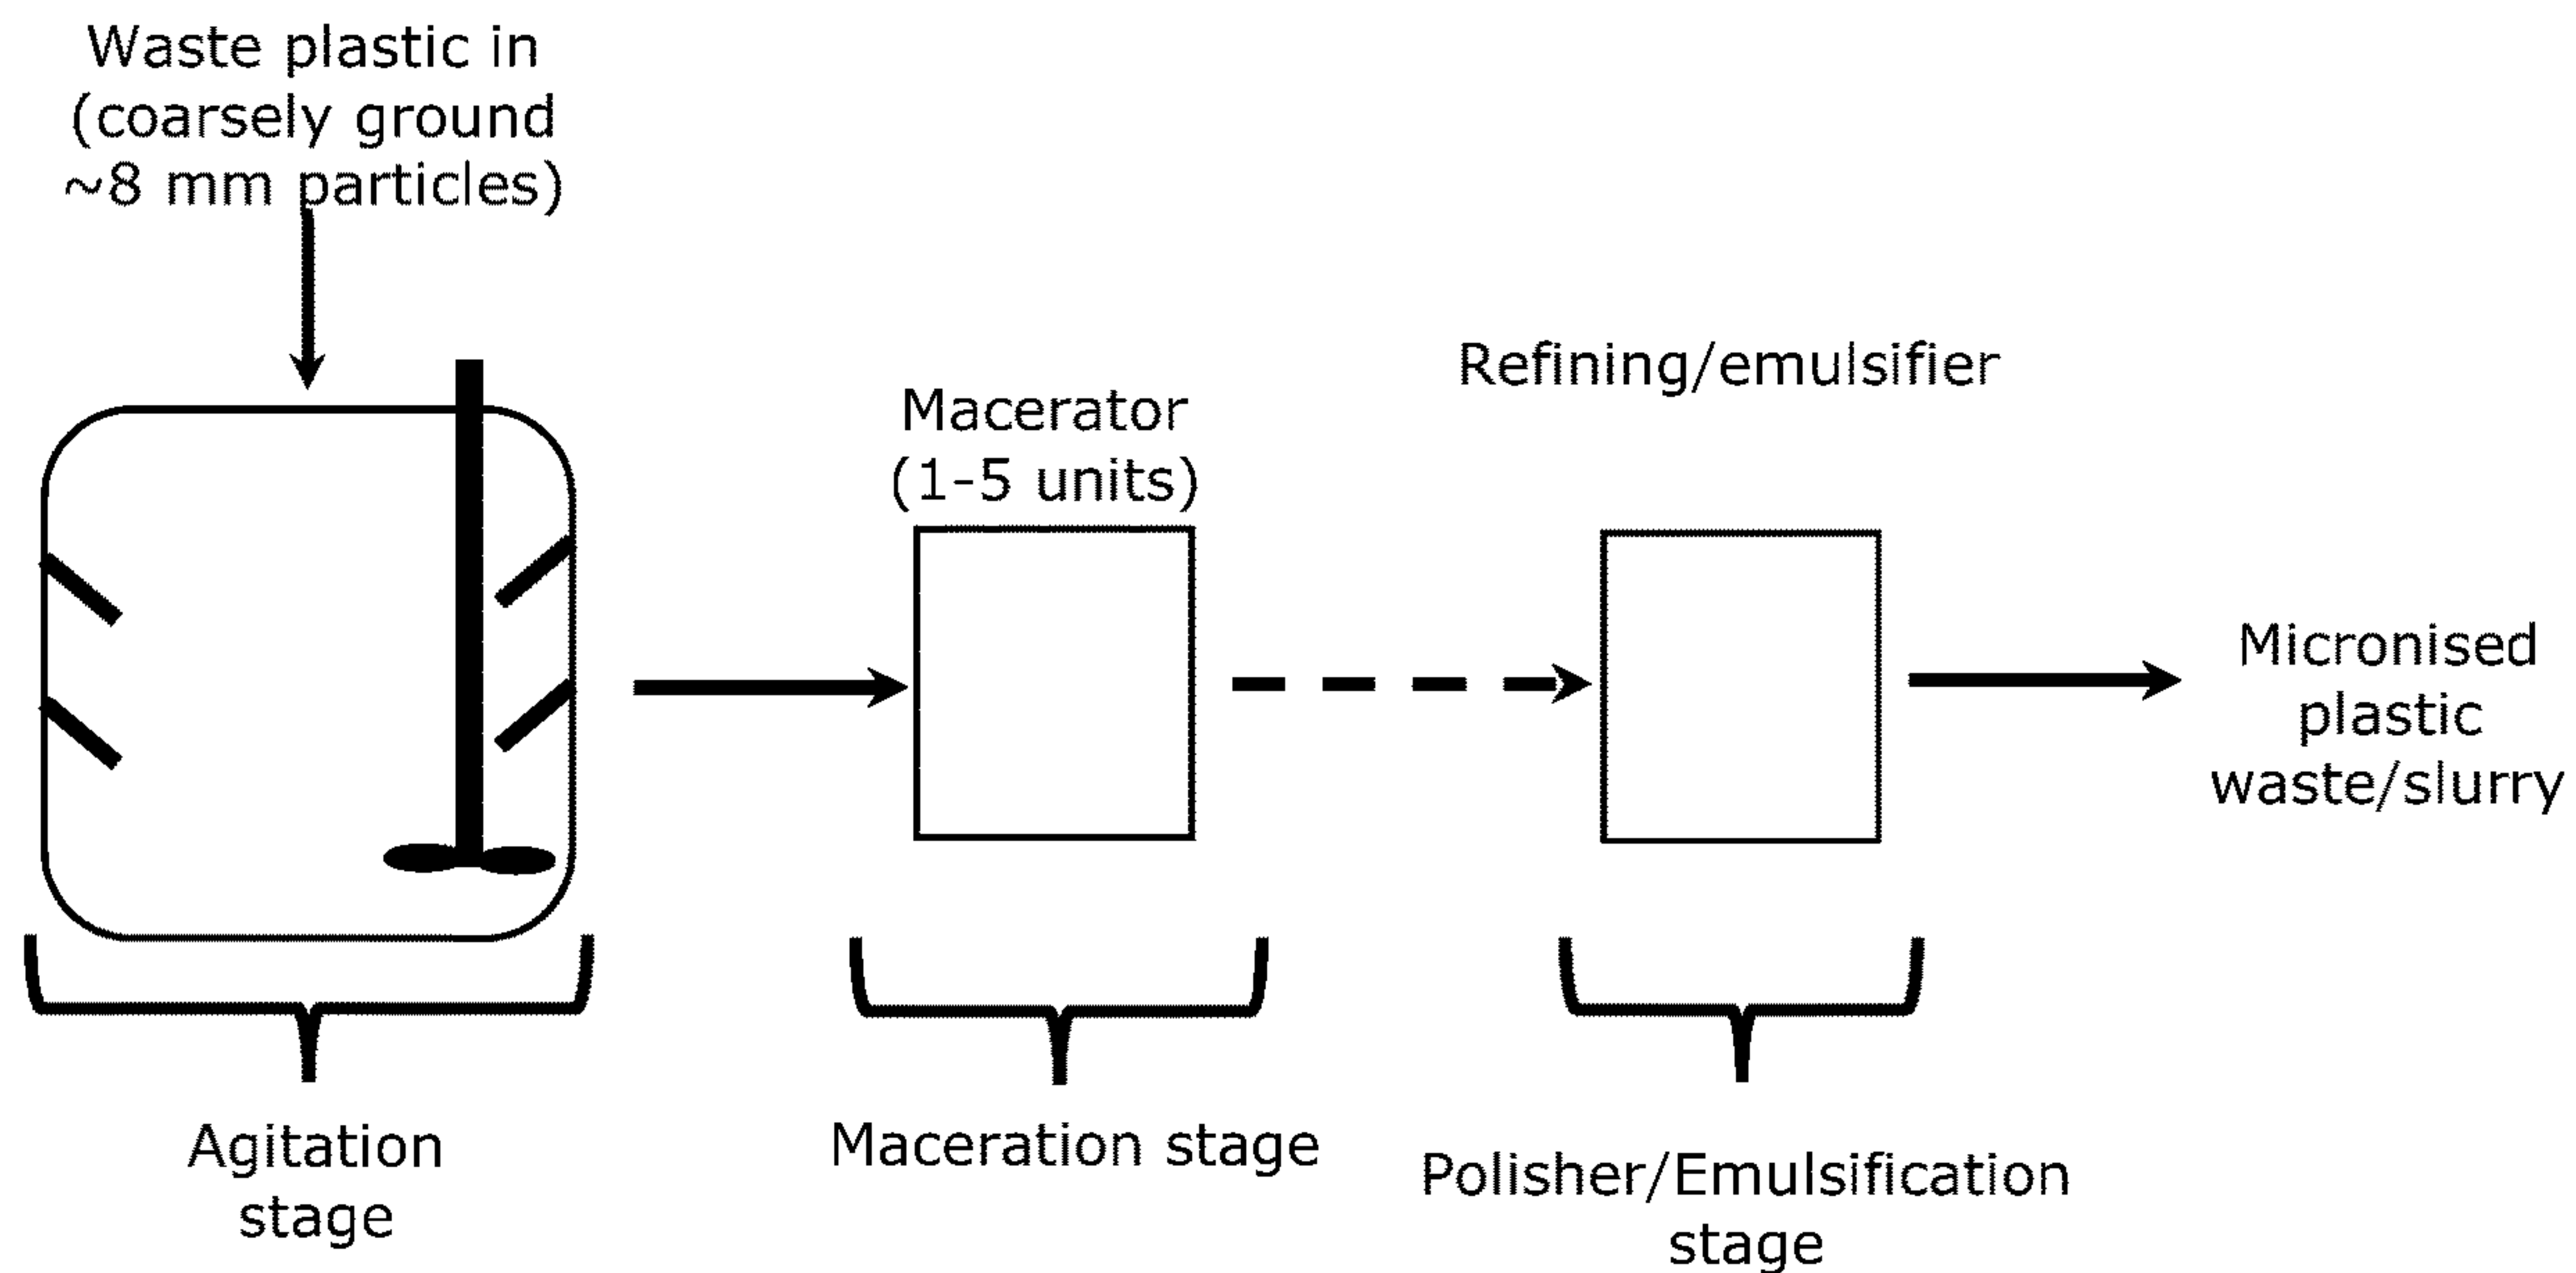 Waste plastic in
(coarsely ground
~8 mm particles)
Macerator
(1-5 units)
Refining/emulsifier
Micronised
plastic
waste/slurry
Agitation
stage
Maceration stage
Polisher/Emulsification
stage